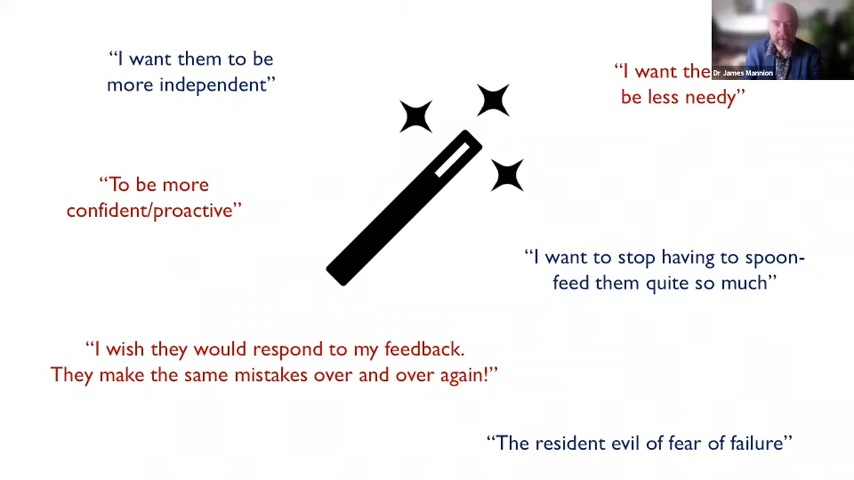 “I want them to be
more independent”
“I want the
be less needy”
Dr James Mannion
“To be more
confident/proactive”
“I want to stop having to spoon-
feed them quite so much”
“I wish they would respond to my feedback.
They make the same mistakes over and over again!”
“The resident evil of fear of failure”